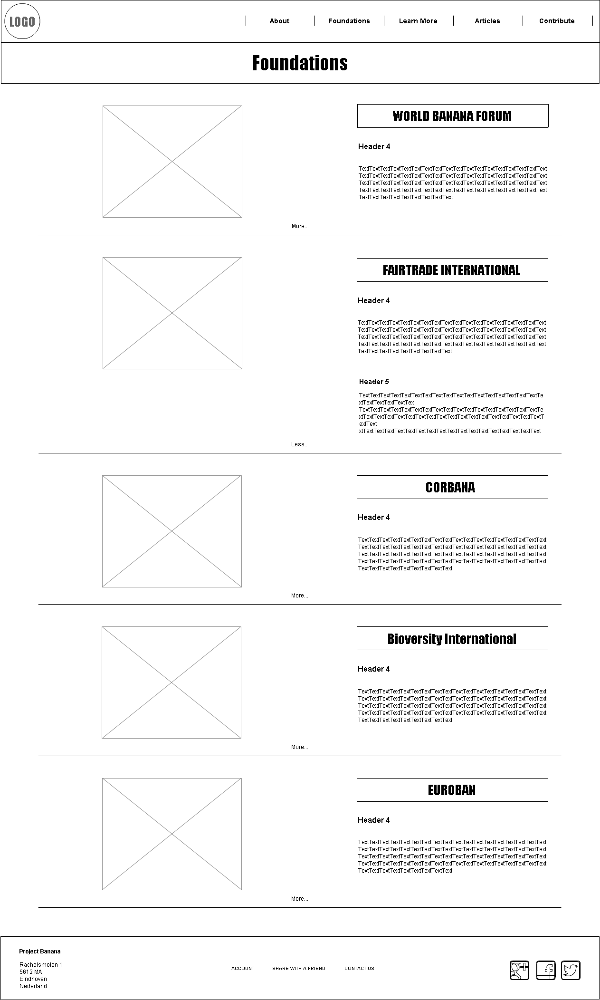 LOGO
About
Foundations
Learn More
Articles
Contribute
Foundations
WORLD BANANA FORUM
Header 4
TextTextTextTextTextTextTextTextTextTextTextTextTextTextTextTextTextText
TextTextTextTextTextTextTextTextTextTextTextTextTextTextTextTextTextText
TextTextTextTextTextTextTextTextTextTextTextTextTextTextTextTextTextText
TextTextTextTextTextTextTextTextTextTextTextTextTextTextTextTextTextText
TextTextTextTextTextTextTextTextText
More...
FAIRTRADE INTERNATIONAL
Header 4
TextTextTextTextTextTextTextTextTextTextTextTextTextTextTextTextTextText
TextTextTextTextTextTextTextTextTextTextTextTextTextTextTextTextTextText
TextTextTextTextTextTextTextTextTextTextTextTextTextTextTextTextTextText
TextTextTextTextTextTextTextTextTextTextTextTextTextTextTextTextTextText
TextTextTextTextTextTextTextTextText
Header 5
TextTextTextTextTextTextTextTextTextTextTextTextTextTextTextTextTextTe
xtTextTextTextTextTex
TextTextTextTextTextTextTextTextTextTextTextTextTextTextTextTextTextTe
xtTextTextTextTextTextTextTextTextTextTextTextTextTextTextTextTextTextT
extText
xtTextTextTextTextTextTextTextTextTextTextTextTextTextTextTextTextText
Less..
CORBANA
Header 4
TextTextTextTextTextTextTextTextTextTextTextTextTextTextTextTextTextText
TextTextTextTextTextTextTextTextTextTextTextTextTextTextTextTextTextText
TextTextTextTextTextTextTextTextTextTextTextTextTextTextTextTextTextText
TextTextTextTextTextTextTextTextTextTextTextTextTextTextTextTextTextText
TextTextTextTextTextTextTextTextText
More...
Bioversity International
Header 4
TextTextTextTextTextTextTextTextTextTextTextTextTextTextTextTextTextText
TextTextTextTextTextTextTextTextTextTextTextTextTextTextTextTextTextText
TextTextTextTextTextTextTextTextTextTextTextTextTextTextTextTextTextText
TextTextTextTextTextTextTextTextTextTextTextTextTextTextTextTextTextText
TextTextTextTextTextTextTextTextText
More...
EUROBAN
Header 4
TextTextTextTextTextTextTextTextTextTextTextTextTextTextTextTextTextText
TextTextTextTextTextTextTextTextTextTextTextTextTextTextTextTextTextText
TextTextTextTextTextTextTextTextTextTextTextTextTextTextTextTextTextText
TextTextTextTextTextTextTextTextTextTextTextTextTextTextTextTextTextText
TextTextTextTextTextTextTextTextText
More...
Project Banana
Rachelsmolen 1
5612 MA
Eindhoven
Nederland
ACCOUNT
SHARE WITH A FRIEND
CONTACT US